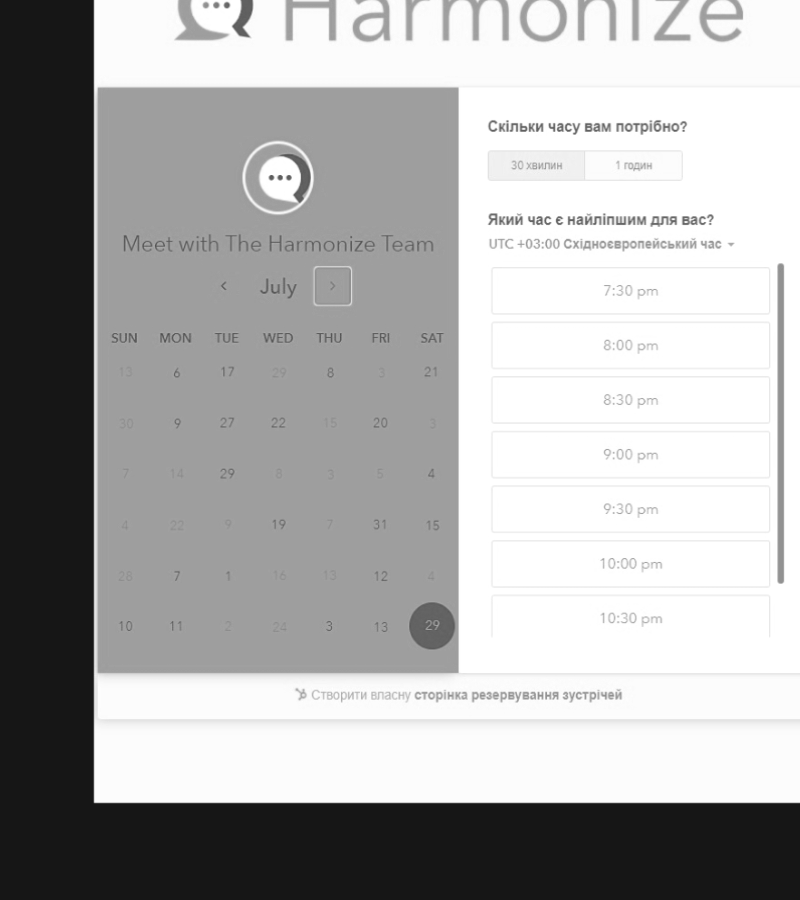 Harmonize
Meet with The Harmonize Team
July
SUN MON TUE WED THU FRI SAT
13 6 17 29 8 3 21
30 9 27 22 15 20 3
7 14 29 8 3 5 4
4 22 9 19 7 31 15
28 7 1 16 13 12 4
10 11 2 24 3 13 29
Скільки часу вам потрібно?
30 хвилин 1 годин
Який час є найліпшим для вас?
UTC +03:00 Східноєвропейський час
7:30 pm
8:00 pm
8:30 pm
9:00 pm
9:30 pm
10:00 pm
10:30 pm
Створити власну сторінка резервування зустрічей